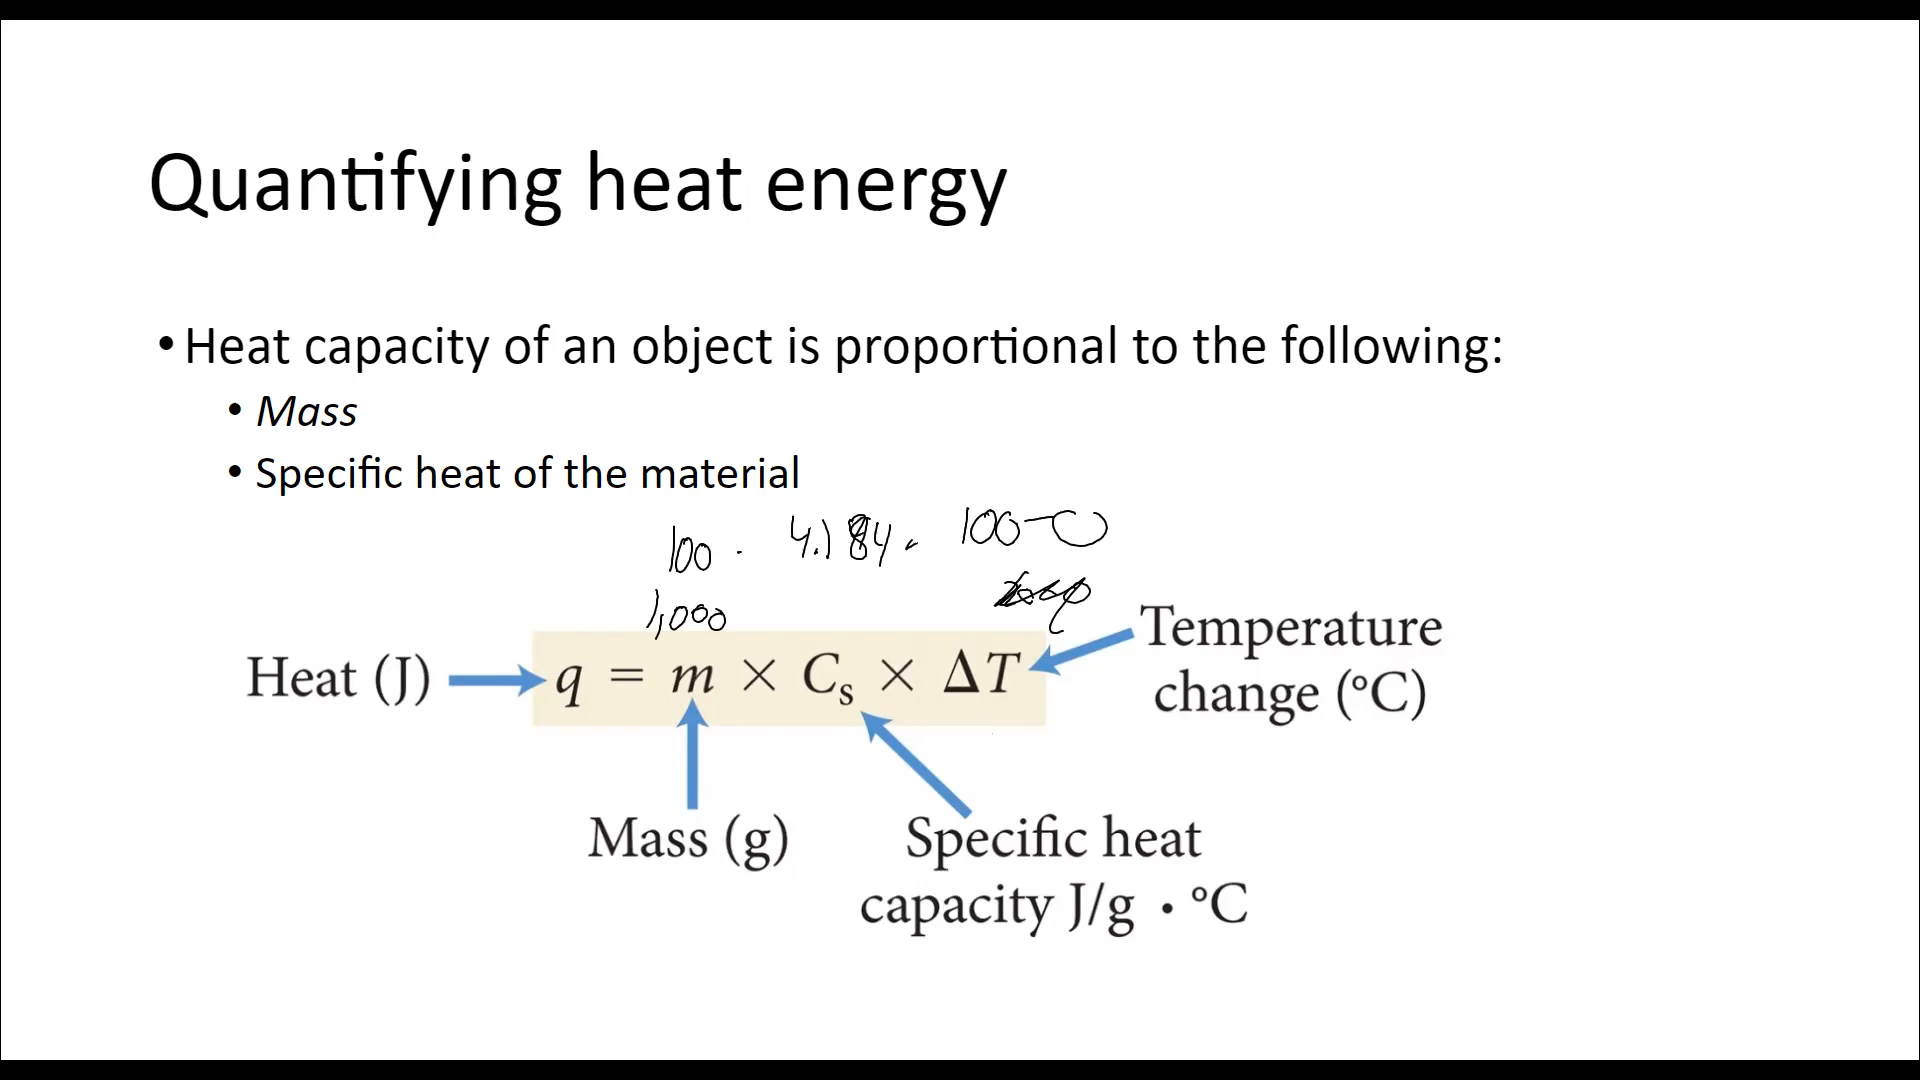 Quantifying heat energy
• Heat capacity of an object is proportional to the following:
• Mass
• Specific heat of the material
100 · 4.184 · 100-0
1,000
Heat (J)
q = m × Cs × ΔT
Temperature
change (°C)
Mass (g)
Specific heat
capacity J/g · °C